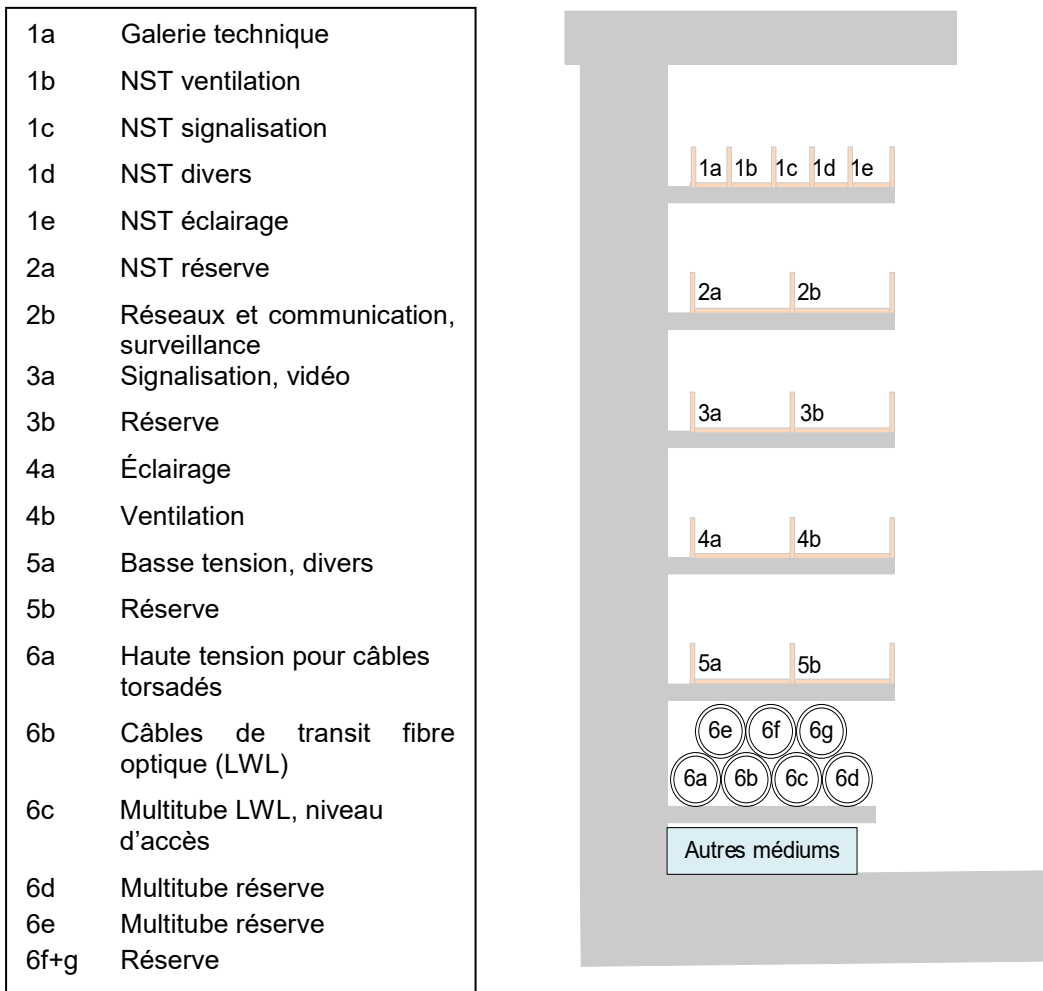 1a Galerie technique
1b NST ventilation
1c NST signalisation
1d NST divers
1e NST éclairage
2a NST réserve
2b Réseaux et communication,
surveillance
3a Signalisation, vidéo
3b Réserve
4a Éclairage
4b Ventilation
5a Basse tension, divers
5b Réserve
6a Haute tension pour câbles
torsadés
6b Câbles de transit fibre
optique (LWL)
6c Multitube LWL, niveau
d'accès
6d Multitube réserve
6e Multitube réserve
6f+g Réserve
1a 1b 1c 1d 1e
2a 2b
3a 3b
4a 4b
5a 5b
6e 6f 6g
6a 6b 6c 6d
Autres médiums